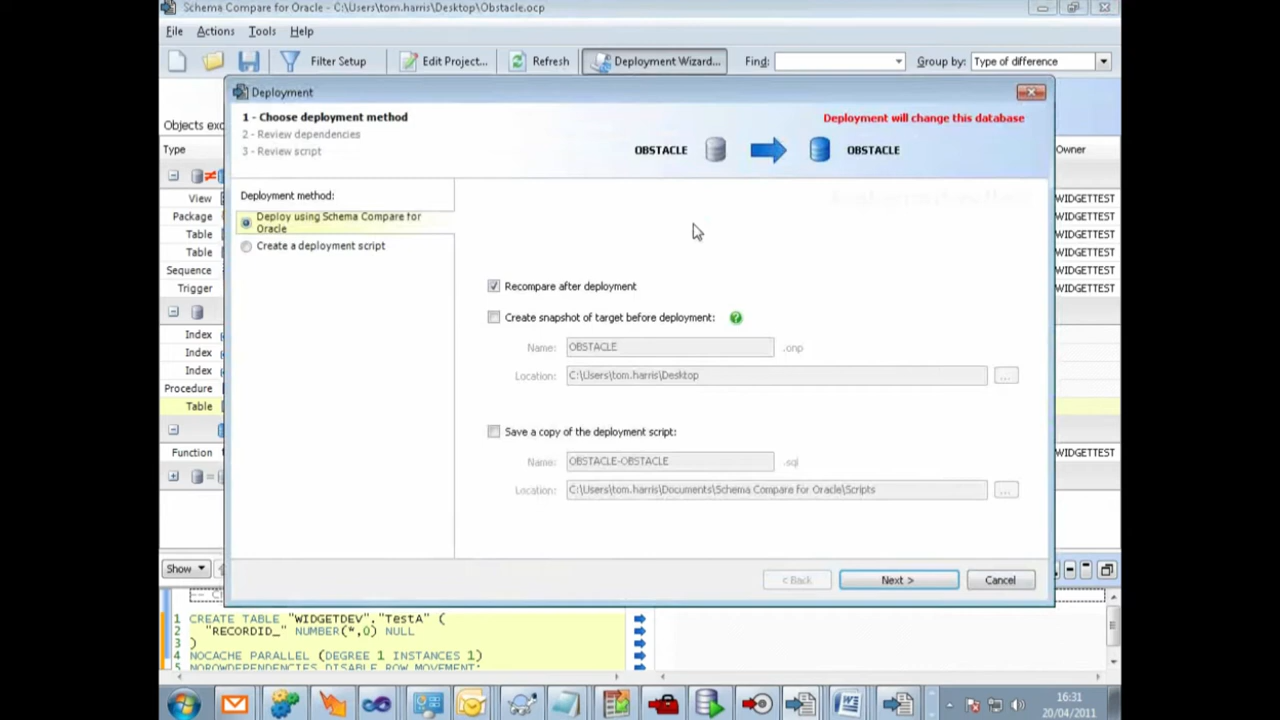 Schema Compare for Oracle - C:\Users\tom.harris\Desktop\Obstacle.ocp
File Actions Tools Help
Filter Setup Edit Project... Refresh Deployment Wizard... Find: Group by: Type of difference
Deployment
1 - Choose deployment method
2 - Review dependencies
3 - Review script
Deployment will change this database
OBSTACLE OBSTACLE
Objects
Type
Owner
View WIDGETTEST
Package WIDGETTEST
Table WIDGETTEST
Table WIDGETTEST
Sequence WIDGETTEST
Trigger WIDGETTEST
Index
Index
Index
Procedure
Table
Function WIDGETTEST
Deployment method:
Deploy using Schema Compare for
Oracle
Create a deployment script
Recompare after deployment
Create snapshot of target before deployment:
Name: OBSTACLE .onp
Location: C:\Users\tom.harris\Desktop ...
Save a copy of the deployment script:
Name: OBSTACLE-OBSTACLE .sql
Location: C:\Users\tom.harris\Documents\Schema Compare for Oracle\Scripts ...
< Back Next > Cancel
Show
1 CREATE TABLE "WIDGETDEV"."TestA" (
2 "RECORDID_" NUMBER(*,0) NULL
3 )
4 NOCACHE PARALLEL (DEGREE 1 INSTANCES 1)
5 NOROWDEPENDENCIES DISABLE ROW MOVEMENT;
16:31
20/04/2011